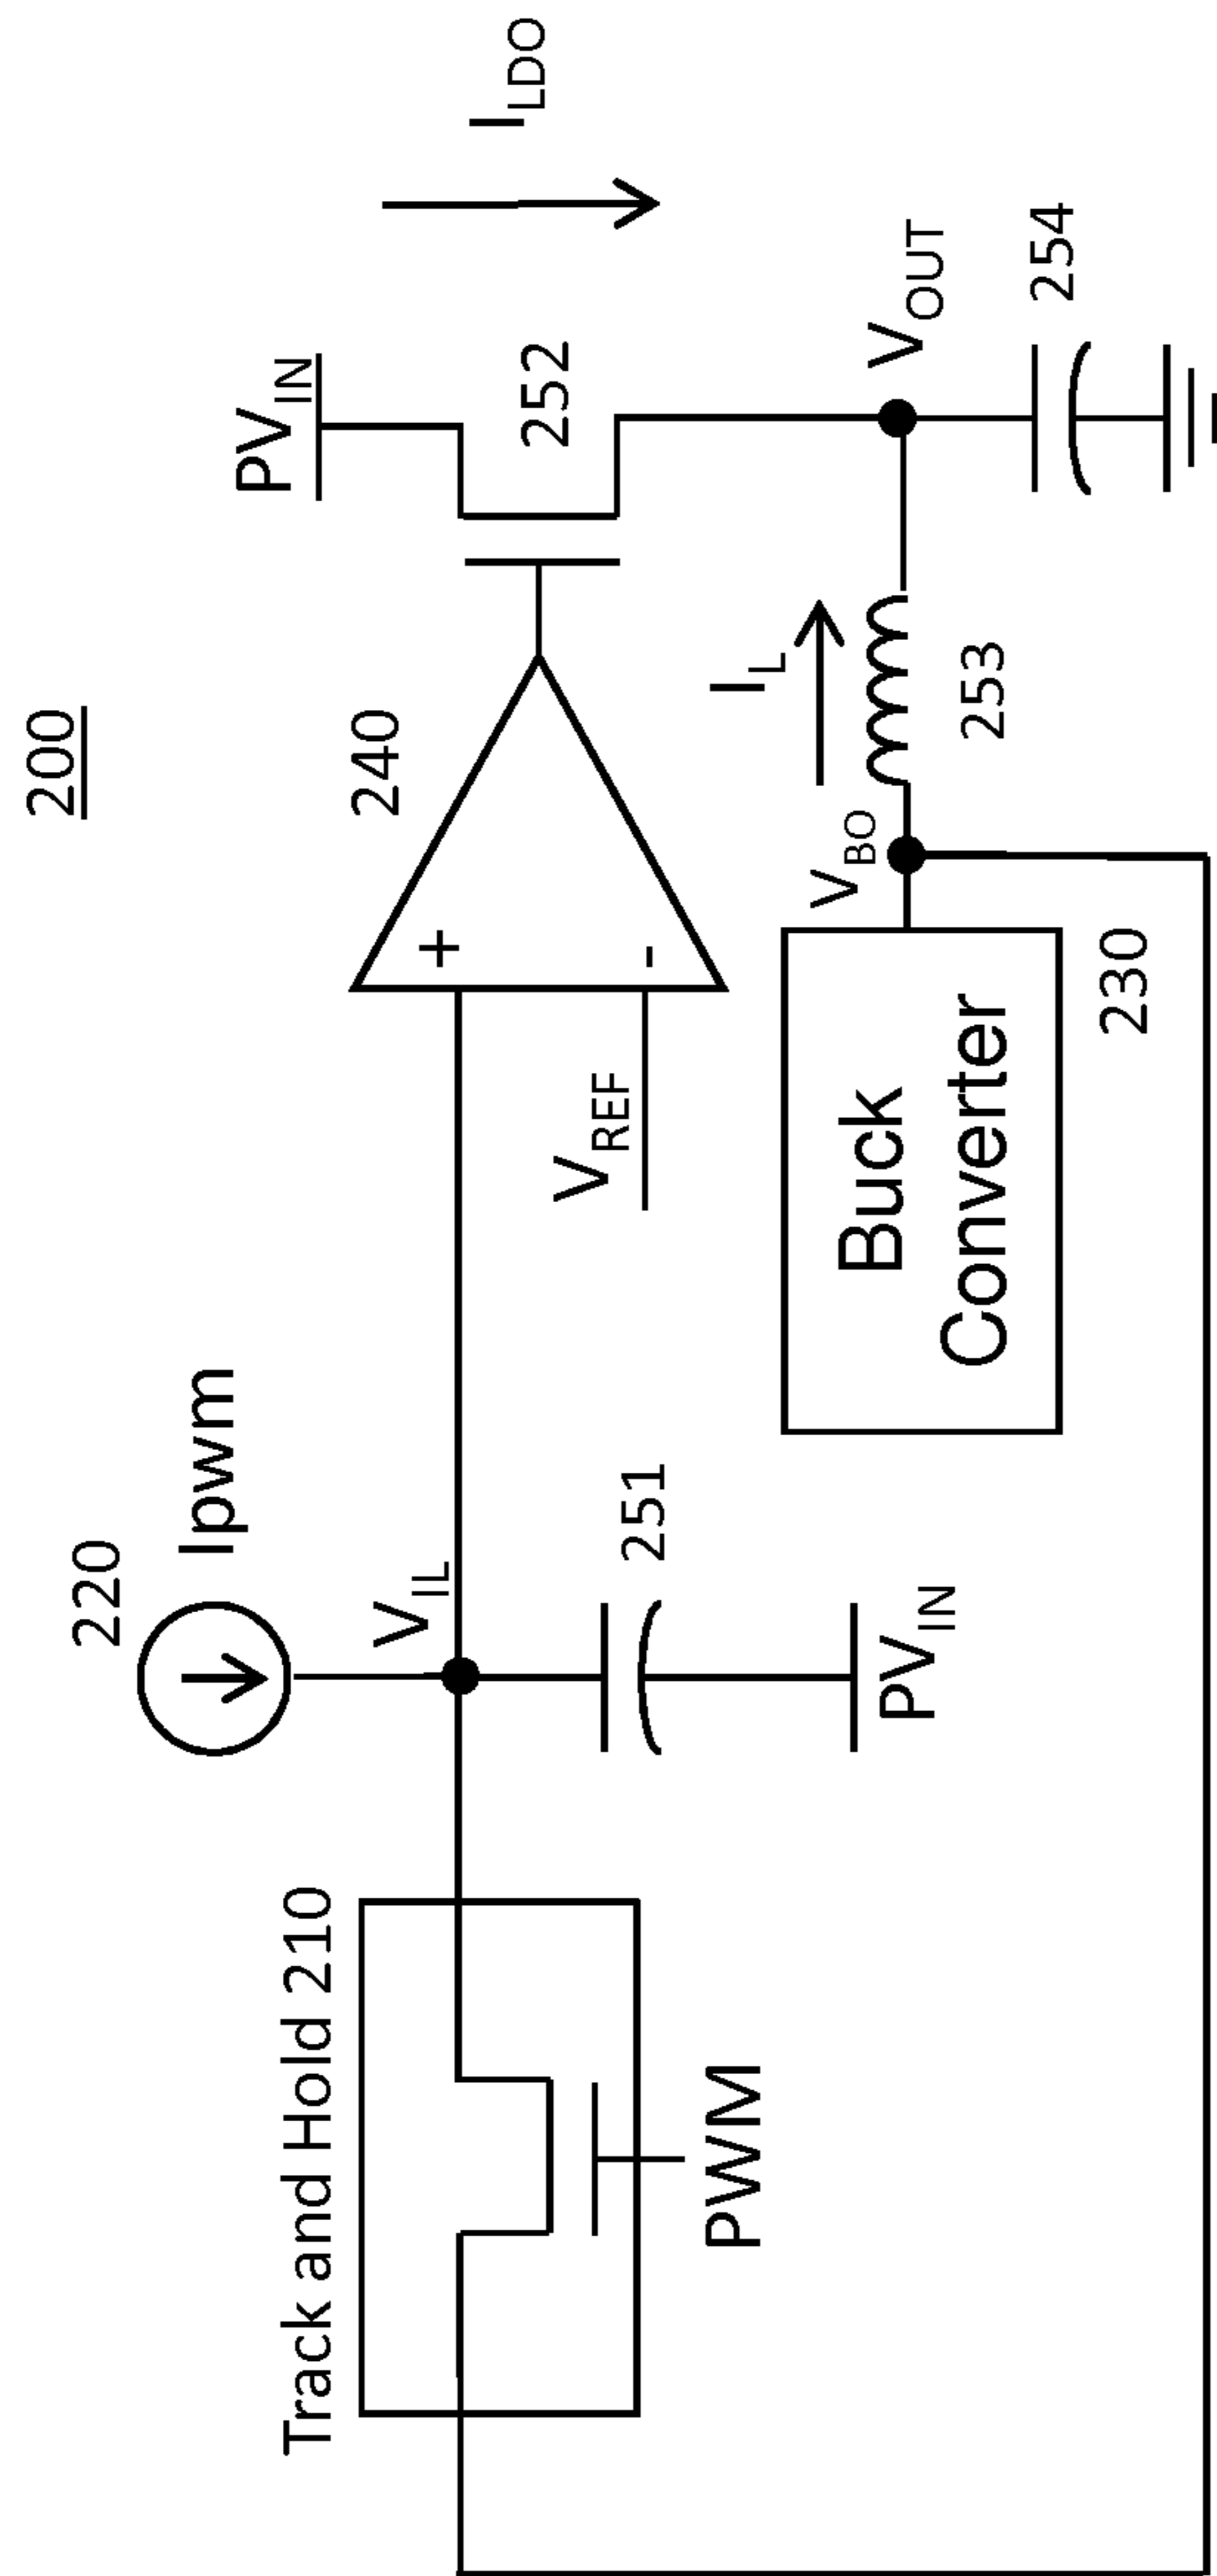 200
220
Ipwm
Track and Hold 210
PWM
V_IL
251
PV_IN
V_REF
+
-
240
PV_IN
252
I_LDO
Buck
Converter
230
V_BO
I_L
253
V_OUT
254